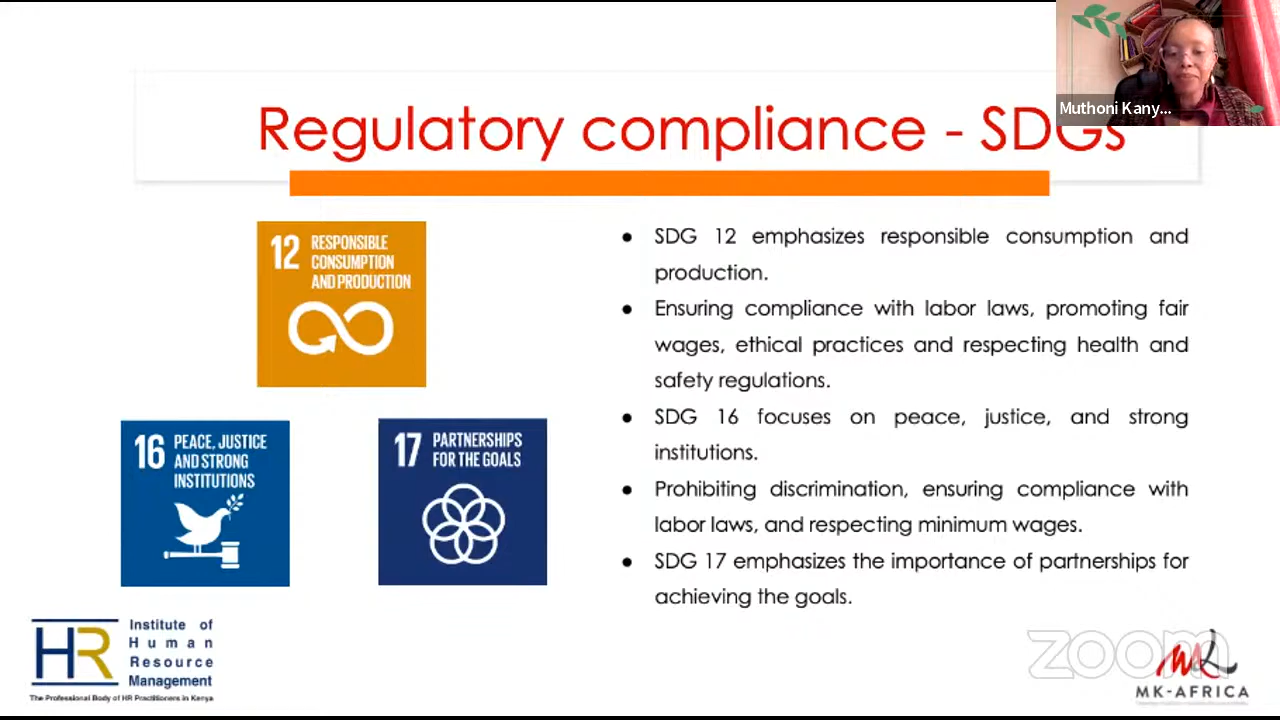 Muthoni Kany...
Regulatory compliance - SDGs
12 RESPONSIBLE
CONSUMPTION
AND PRODUCTION
16 PEACE, JUSTICE
AND STRONG
INSTITUTIONS
17 PARTNERSHIPS
FOR THE GOALS
• SDG 12 emphasizes responsible consumption and
production.
• Ensuring compliance with labor laws, promoting fair
wages, ethical practices and respecting health and
safety regulations.
• SDG 16 focuses on peace, justice, and strong
institutions.
• Prohibiting discrimination, ensuring compliance with
labor laws, and respecting minimum wages.
• SDG 17 emphasizes the importance of partnerships for
achieving the goals.
HR
Institute of
Human
Resource
Management
The Professional Body of HR Practitioners in Kenya
zoom
MK-AFRICA